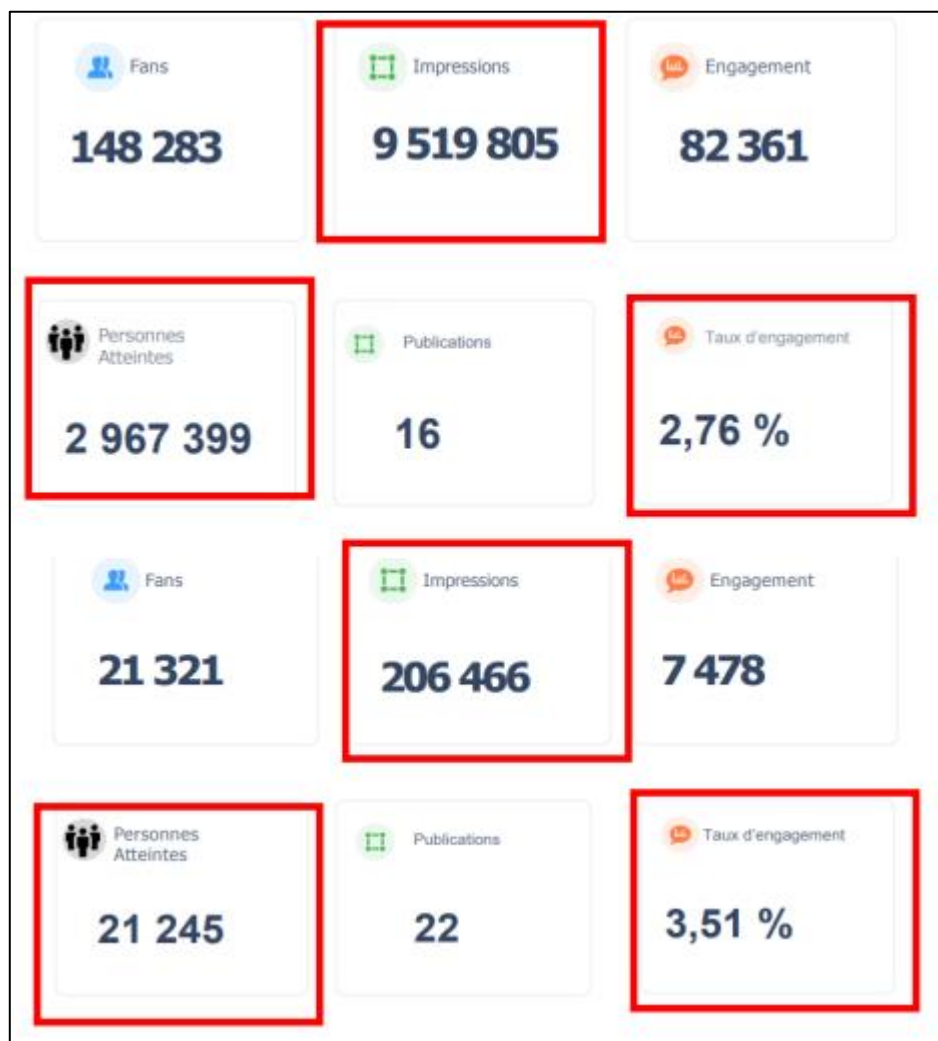 Fans
Impressions
Engagement
148 283
9 519 805
82 361
Personnes
Atteintes
Publications
Taux d'engagement
2 967 399
16
2,76 %
Fans
Impressions
Engagement
21 321
206 466
7 478
Personnes
Atteintes
Publications
Taux d'engagement
21 245
22
3,51 %